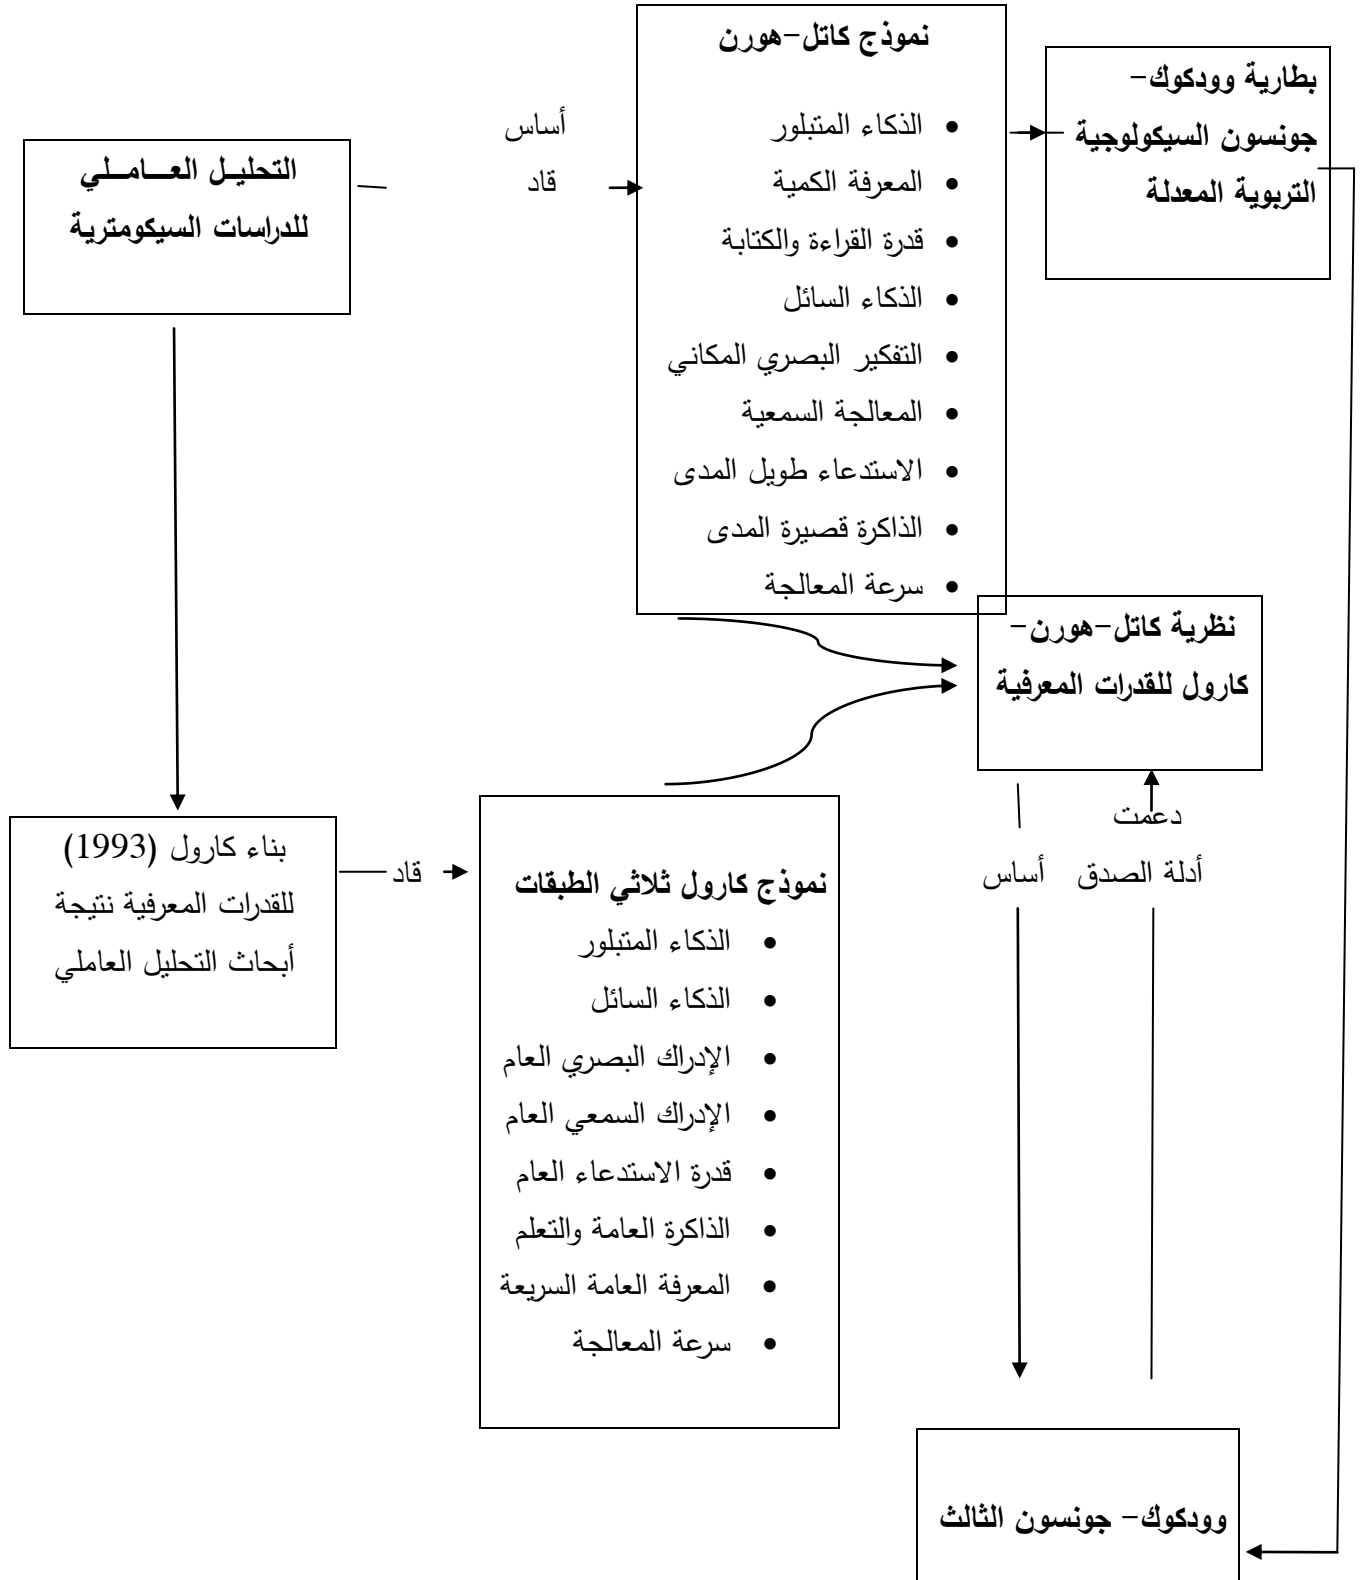 نموذج كاتل-هورن
• الذكاء المتبلور
• المعرفة الكمية
• قدرة القراءة والكتابة
• الذكاء السائل
• التفكير البصري المكاني
• المعالجة السمعية
• الاستدعاء طويل المدى
• الذاكرة قصيرة المدى
• سرعة المعالجة
بطارية وودكوك-
جونسون السيكولوجية
التربوية المعدلة
أساس
قاد
التحليل العـــامـــلي
للدراسات السيكومترية
نظرية كاتل-هورن-
كارول للقدرات المعرفية
دعمت
أدلة الصدق
أساس
بناء كارول (1993)
للقدرات المعرفية نتيجة
أبحاث التحليل العاملي
قاد
نموذج كارول ثلاثي الطبقات
• الذكاء المتبلور
• الذكاء السائل
• الإدراك البصري العام
• الإدراك السمعي العام
• قدرة الاستدعاء العام
• الذاكرة العامة والتعلم
• المعرفة العامة السريعة
• سرعة المعالجة
وودكوك- جونسون الثالث